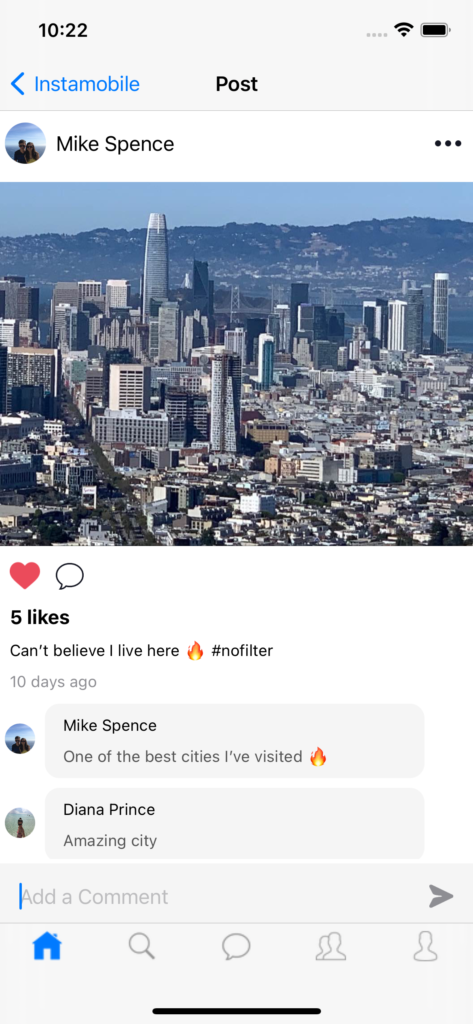 10:22
Instamobile
Post
Mike Spence
5 likes
Can’t believe I live here 🔥 #nofilter
10 days ago
Mike Spence
One of the best cities I’ve visited 🔥
Diana Prince
Amazing city
Add a Comment